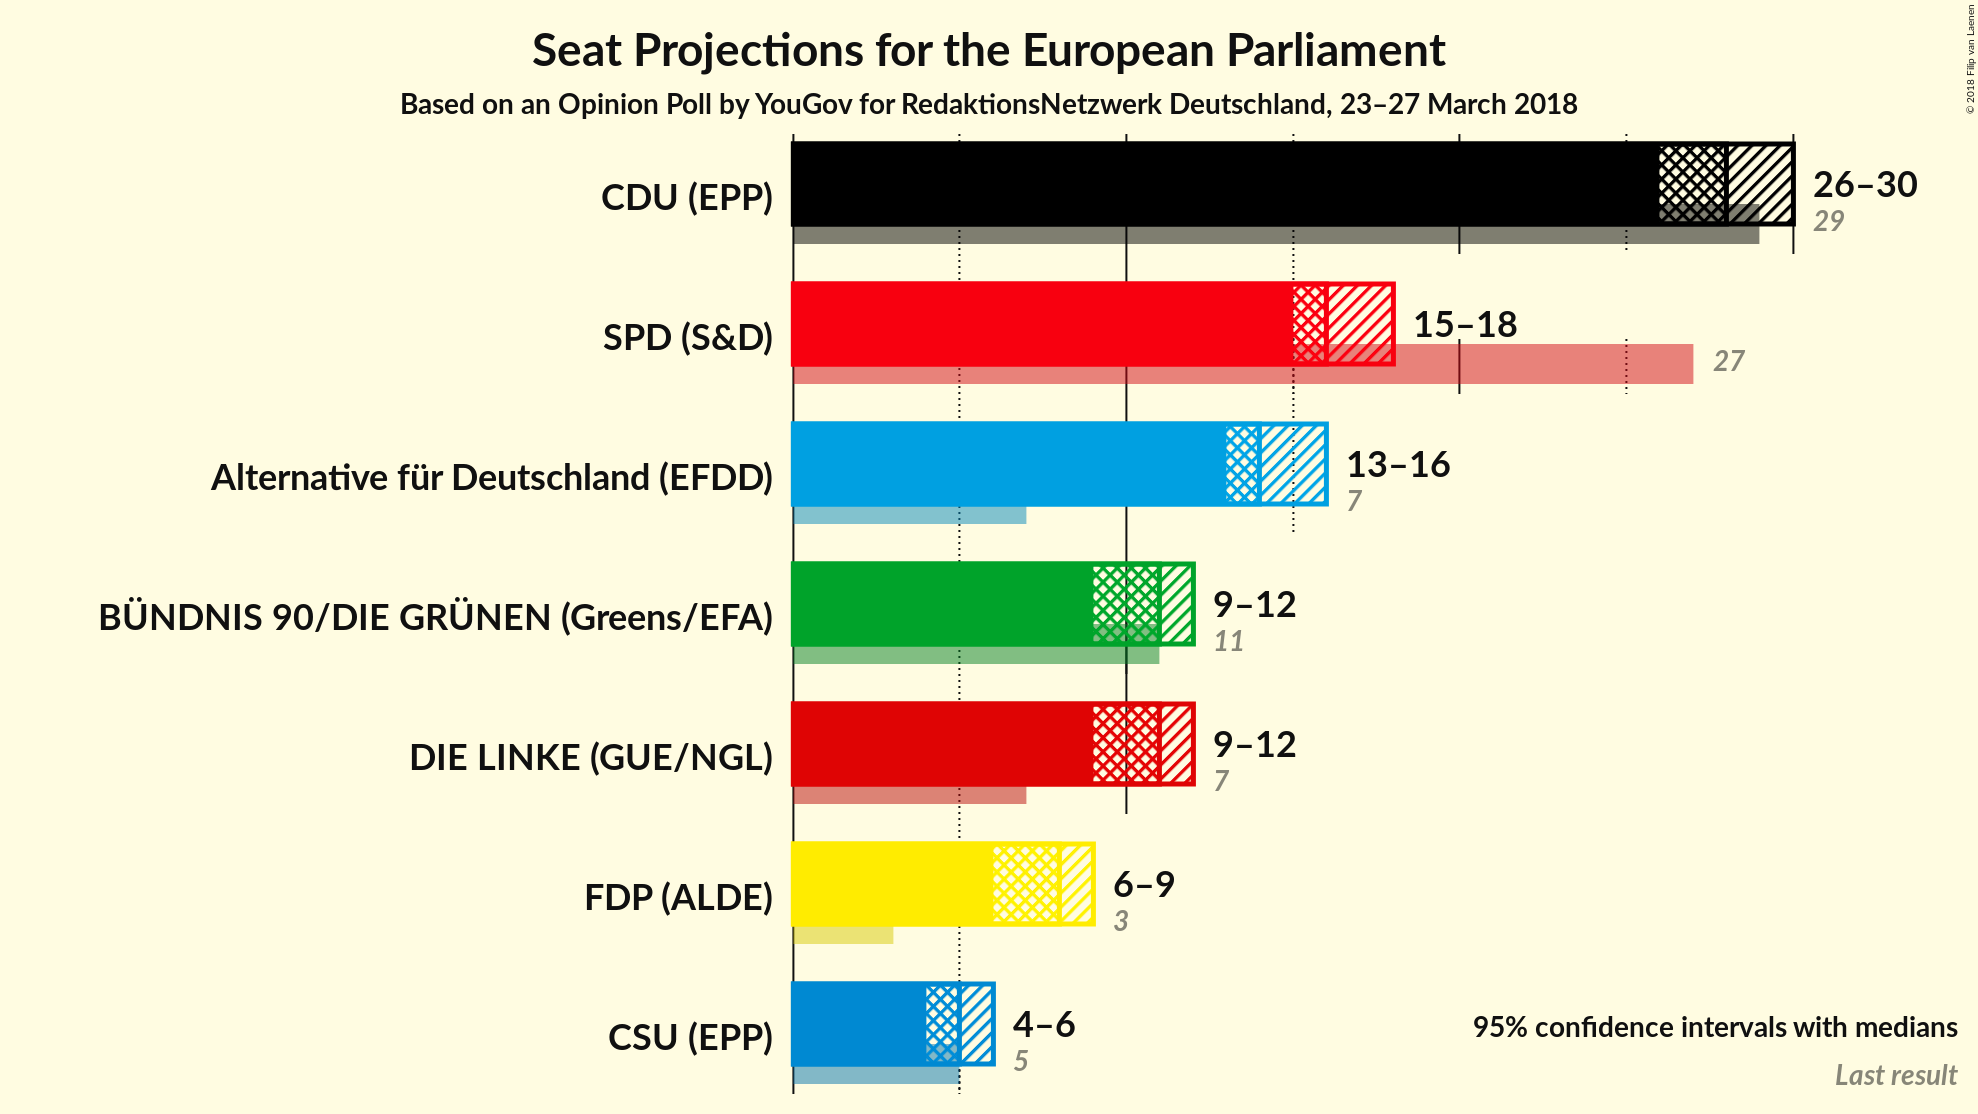 Seat Projections for the European Parliament
Based on an Opinion Poll by YouGov for RedaktionsNetzwerk Deutschland, 23–27 March 2018
© 2018 Filip van Laenen
CDU (EPP)
26–30
29
SPD (S&D)
15–18
27
Alternative für Deutschland (EFDD)
13–16
7
BÜNDNIS 90/DIE GRÜNEN (Greens/EFA)
9–12
11
DIE LINKE (GUE/NGL)
9–12
7
FDP (ALDE)
6–9
3
CSU (EPP)
4–6
5
95% confidence intervals with medians
Last result